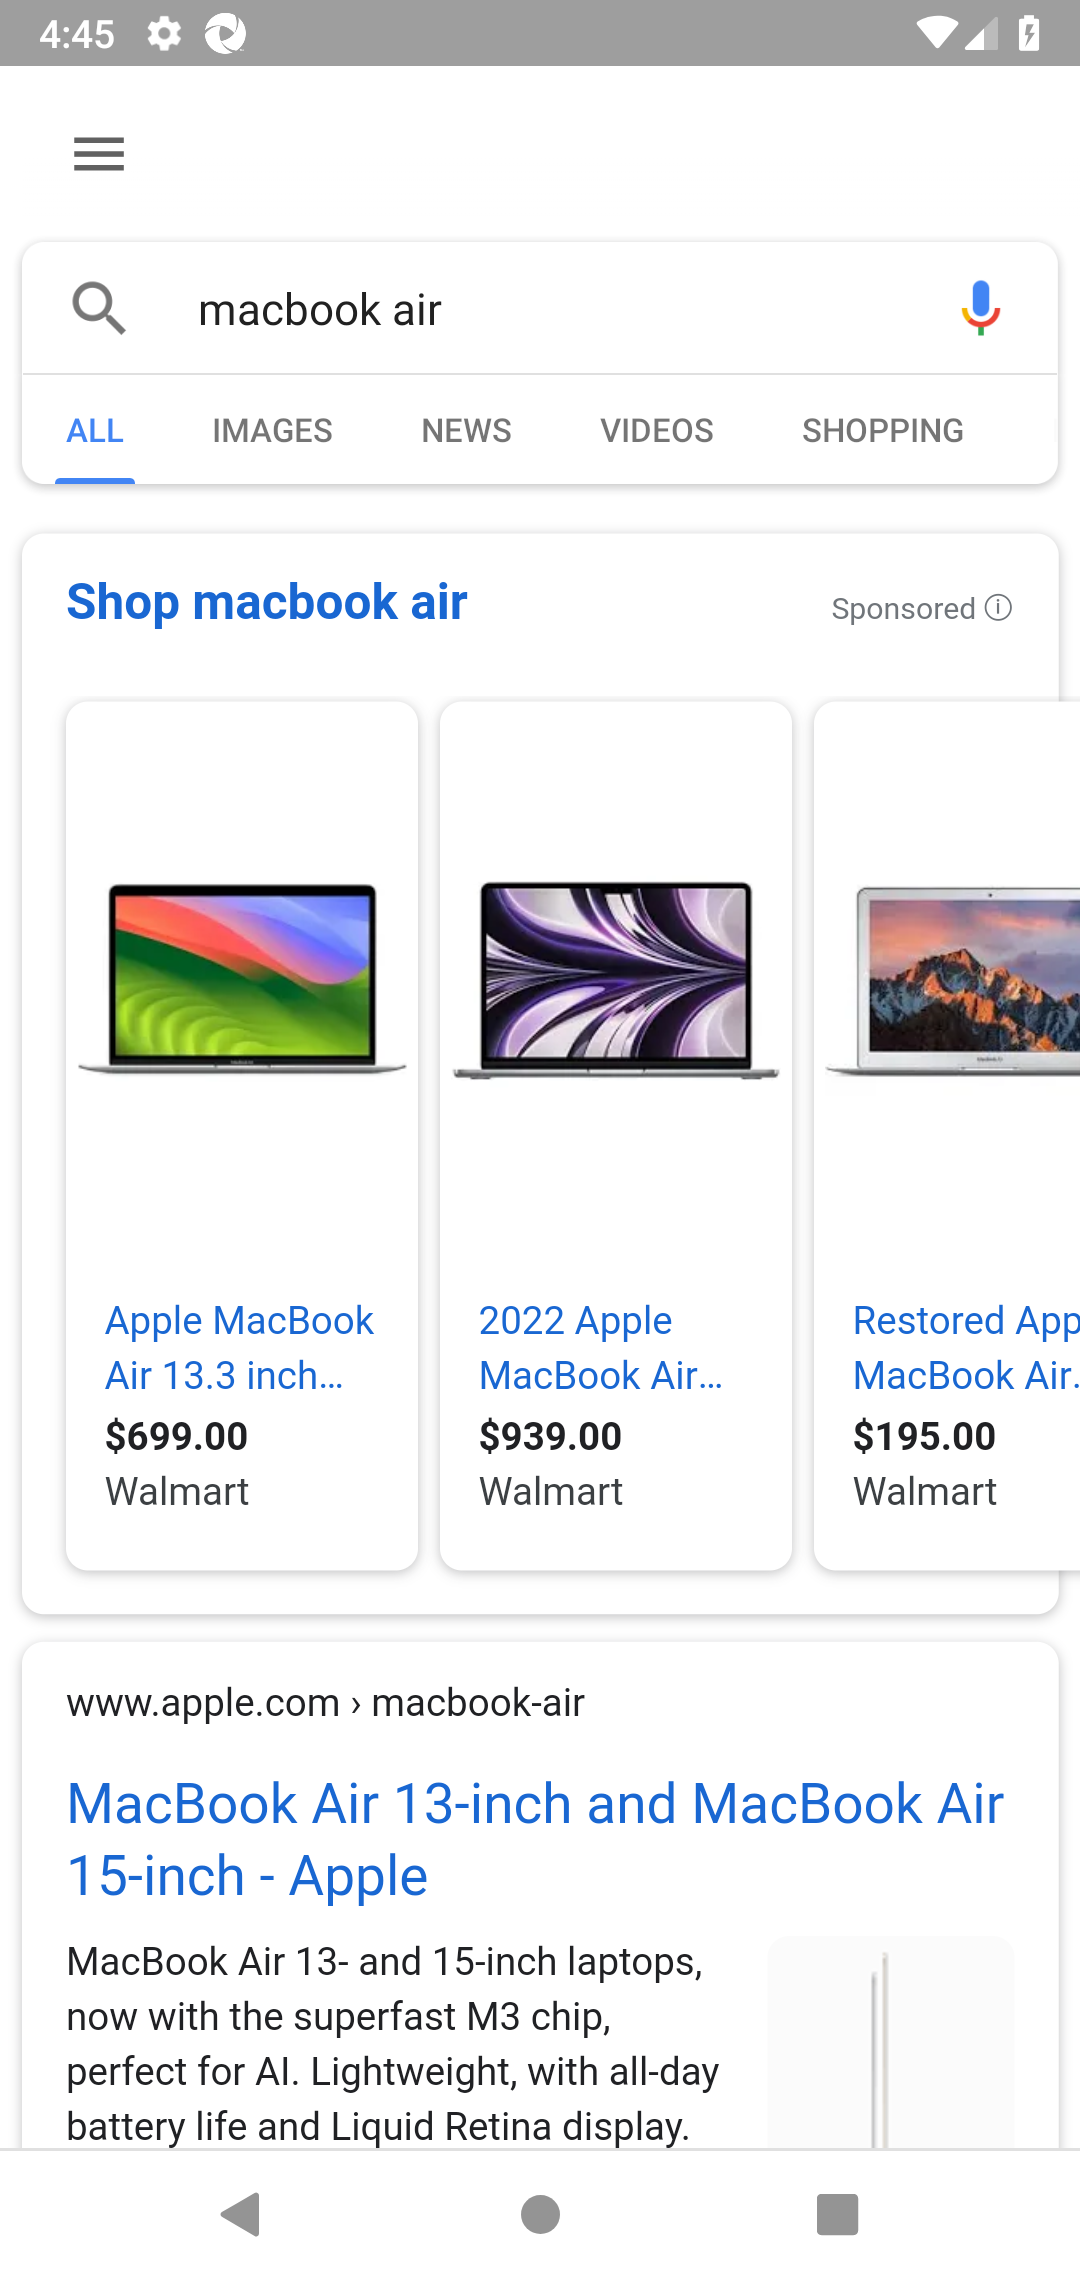 4:45
macbook air
ALL IMAGES NEWS VIDEOS SHOPPING
Shop macbook air
Sponsored
Apple MacBook
Air 13.3 inch…
$699.00
Walmart
2022 Apple
MacBook Air…
$939.00
Walmart
Restored App
MacBook Air.
$195.00
Walmart
www.apple.com › macbook-air
MacBook Air 13-inch and MacBook Air
15-inch - Apple
MacBook Air 13- and 15-inch laptops,
now with the superfast M3 chip,
perfect for AI. Lightweight, with all-day
battery life and Liquid Retina display.